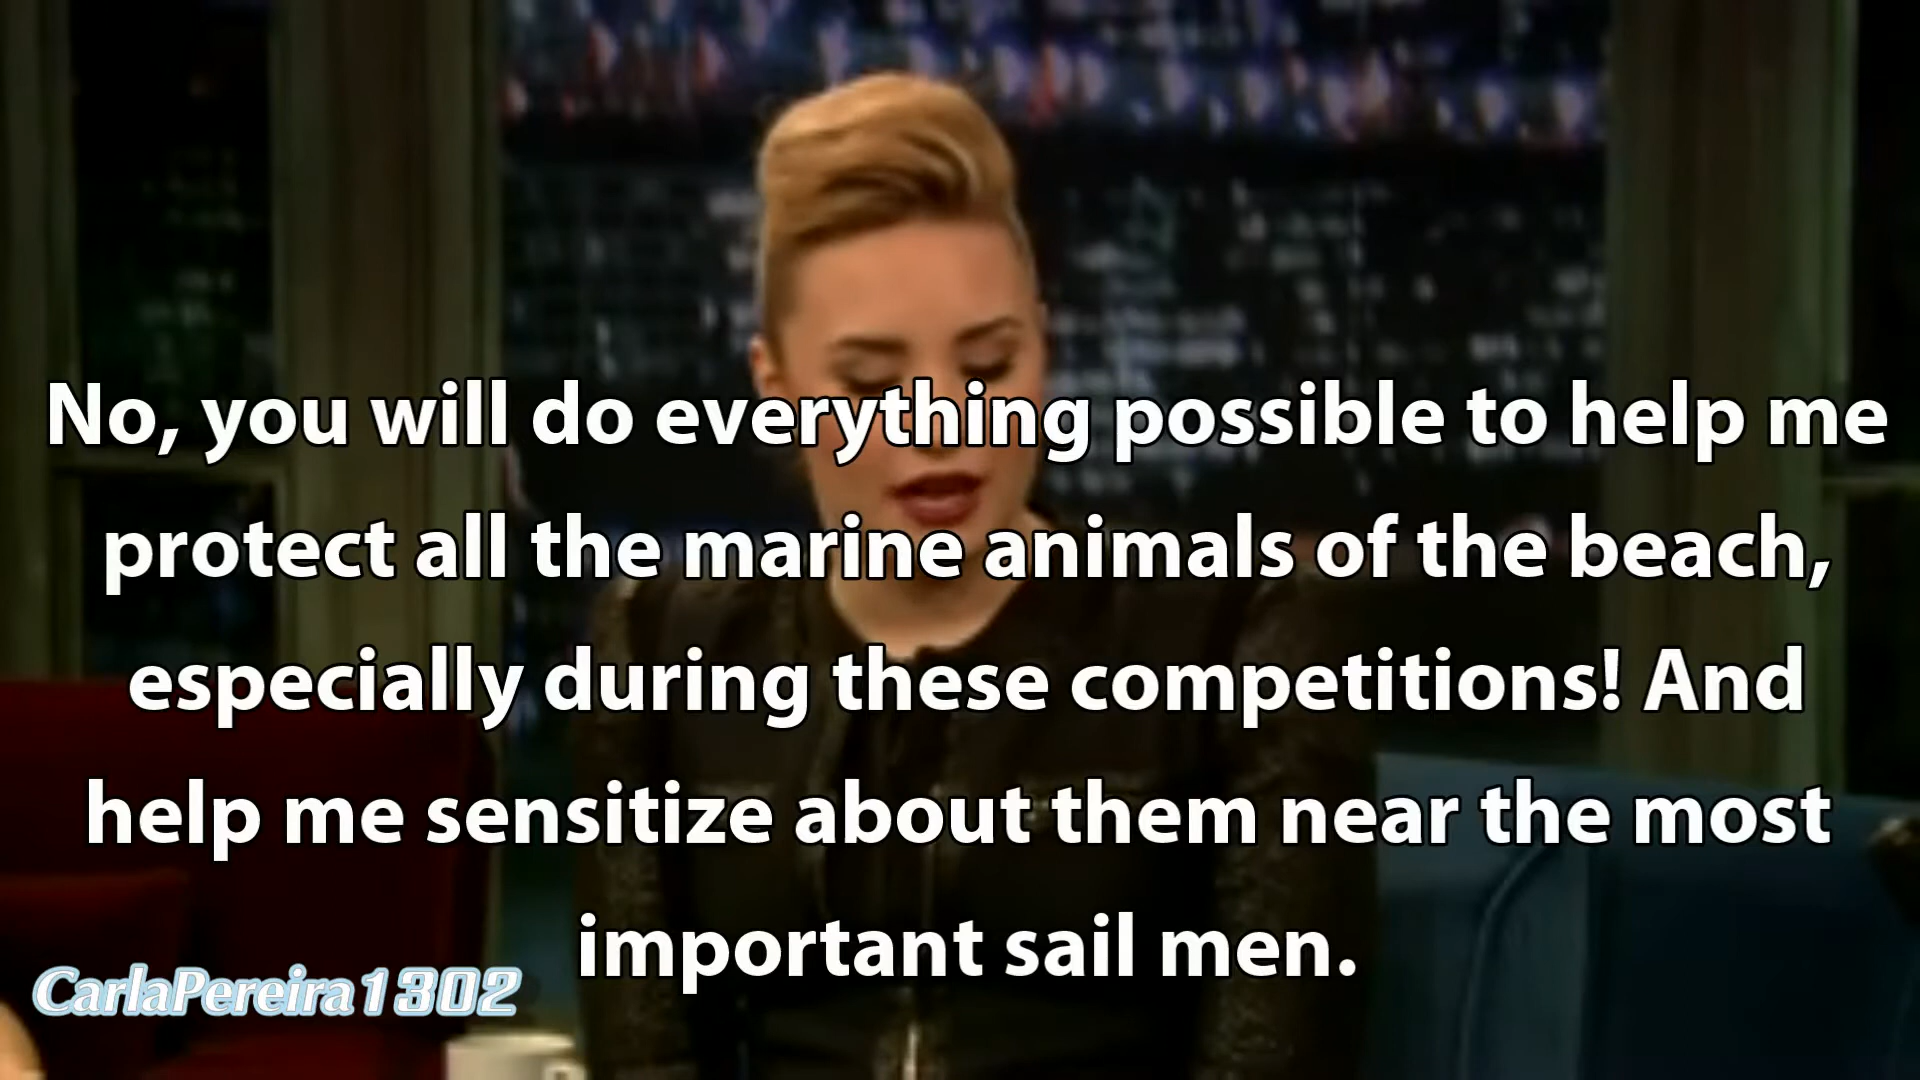 No, you will do everything possible to help me
protect all the marine animals of the beach,
especially during these competitions! And
help me sensitize about them near the most
important sail men.
CarlaPereira1302